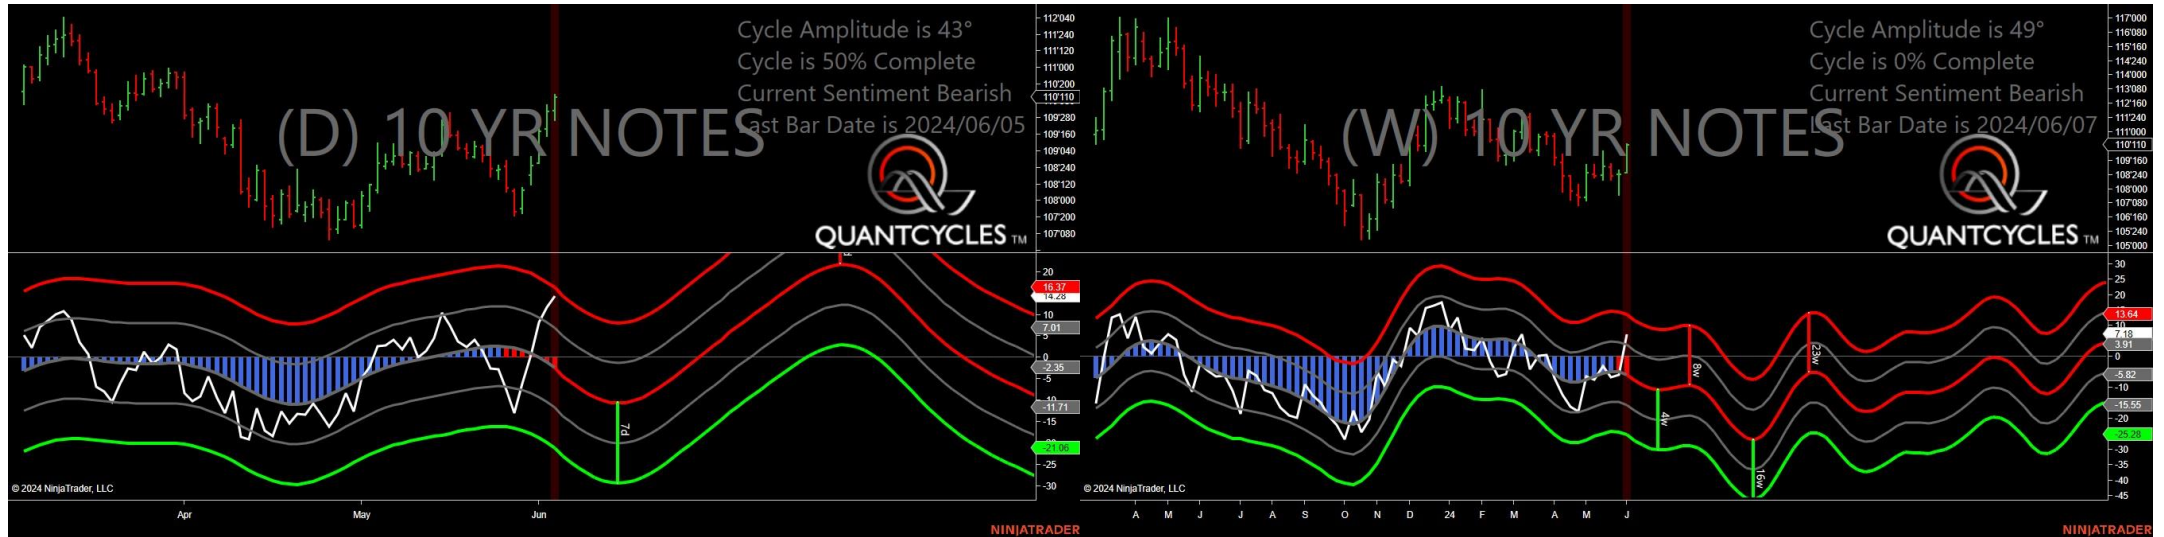 Cycle Amplitude is 43°
Cycle is 50% Complete
Current Sentiment Bearish
Last Bar Date is 2024/06/05
(D) 10 YR NOTES
QUANTCYCLES TM
112'040
111'240
111'120
111'000
110'200
110'110
109'280
109'160
109'040
108'240
108'120
108'000
107'200
107'080
20
16.37
14.28
10
7.01
5
0
-2.35
-5
-10
-11.71
-15
-21.06
-25
-30
7d
© 2024 NinjaTrader, LLC
Apr May Jun
NINJATRADER
Cycle Amplitude is 49°
Cycle is 0% Complete
Current Sentiment Bearish
Last Bar Date is 2024/06/07
(W) 10 YR NOTES
QUANTCYCLES TM
117'000
116'080
115'160
114'240
114'000
113'080
112'160
111'240
111'000
110'110
109'160
108'240
108'000
107'080
106'160
105'240
105'000
30
25
20
13.64
10
7.18
3.91
0
-5.82
-10
-15.55
-20
-25.28
-30
-35
-40
-45
8w
4w
16w
23w
© 2024 NinjaTrader, LLC
A M J J A S O N D 24 F M A M J
NINJATRADER